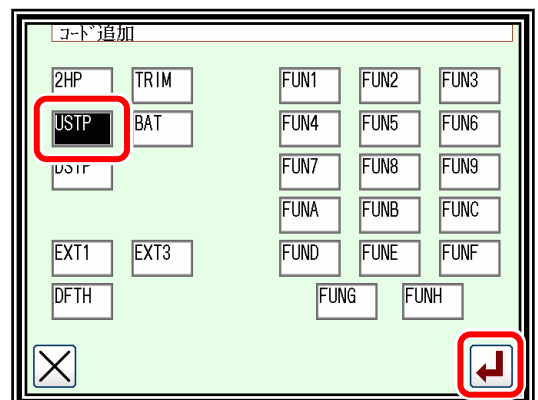 コード追加
2HP TRIM FUN1 FUN2 FUN3
USTP BAT FUN4 FUN5 FUN6
DSTP FUN7 FUN8 FUN9
FUNA FUNB FUNC
EXT1 EXT3 FUND FUNE FUNF
DFTH FUNG FUNH